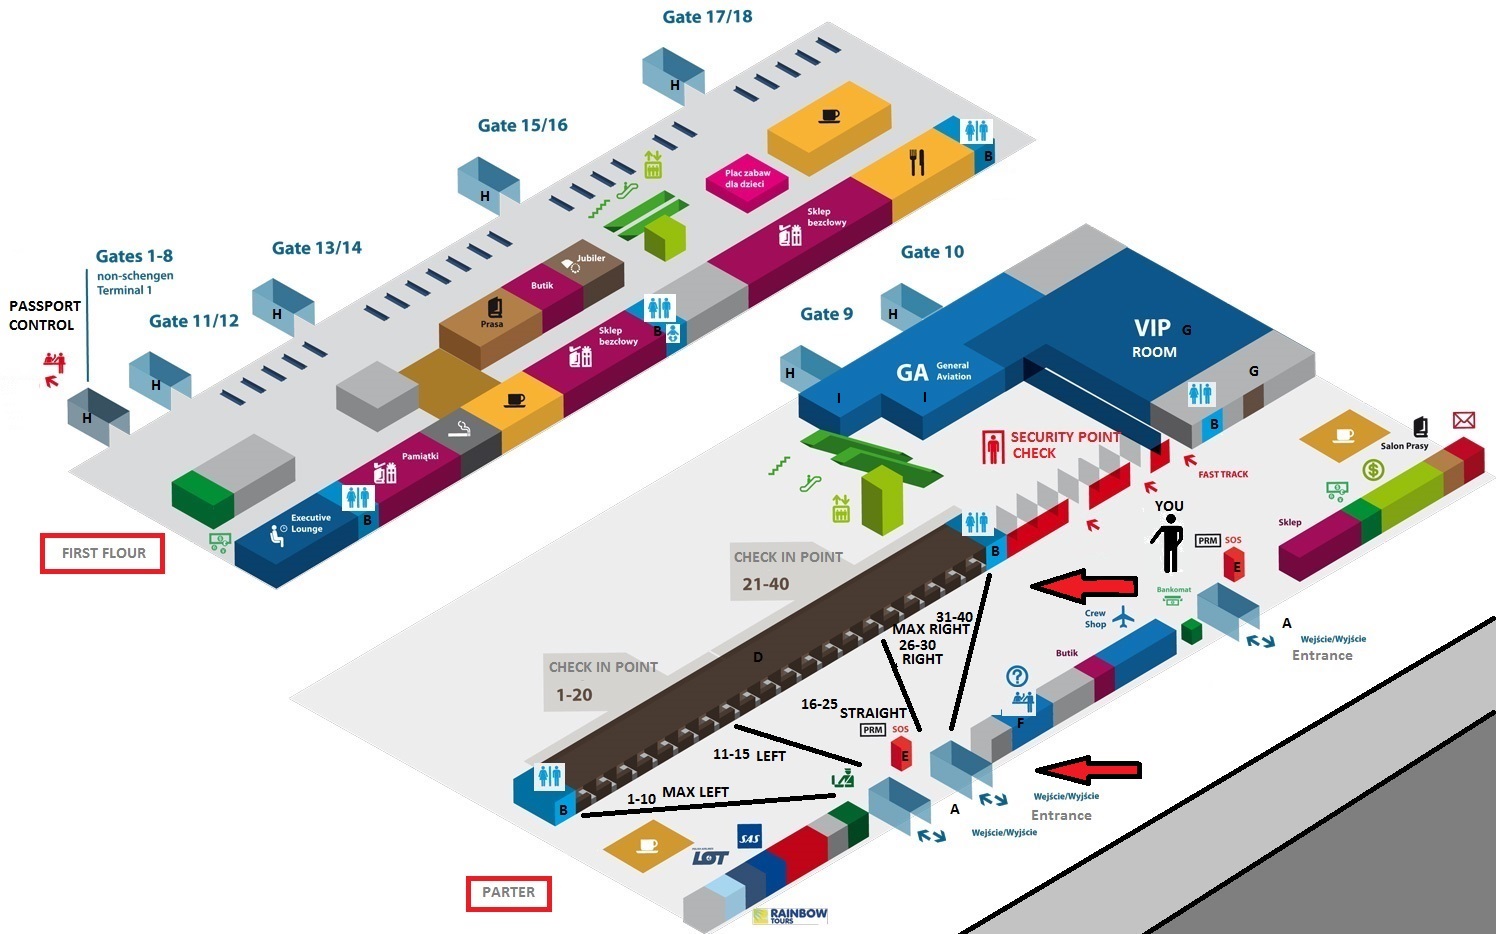 Gate 17/18
H
Gate 15/16
H
B
Plac zabaw
dla dzieci
Sklep
bezcłowy
Gates 1-8
non-schengen
Terminal 1
Gate 13/14
H
Jubiler
Butik
Prasa
PASSPORT
CONTROL
Gate 11/12
H
H
Sklep
bezcłowy
B
Pamiątki
Executive
Lounge
B
FIRST FLOUR
Gate 10
H
Gate 9
H
VIP
ROOM
G
GA
General
Aviation
I
I
G
B
SECURITY POINT
CHECK
FAST TRACK
Salon Prasy
YOU
Sklep
PRM
SOS
E
B
CHECK IN POINT
21-40
Bankomat
A
Wejście/Wyjście
Entrance
Crew
Shop
31-40
MAX RIGHT
26-30
RIGHT
Butik
D
CHECK IN POINT
1-20
16-25
STRAIGHT
PRM
SOS
E
F
11-15 LEFT
1-10 MAX LEFT
B
A
Wejście/Wyjście
Entrance
Wejście/Wyjście
SAS
LOT
PARTER
RAINBOW
TOURS